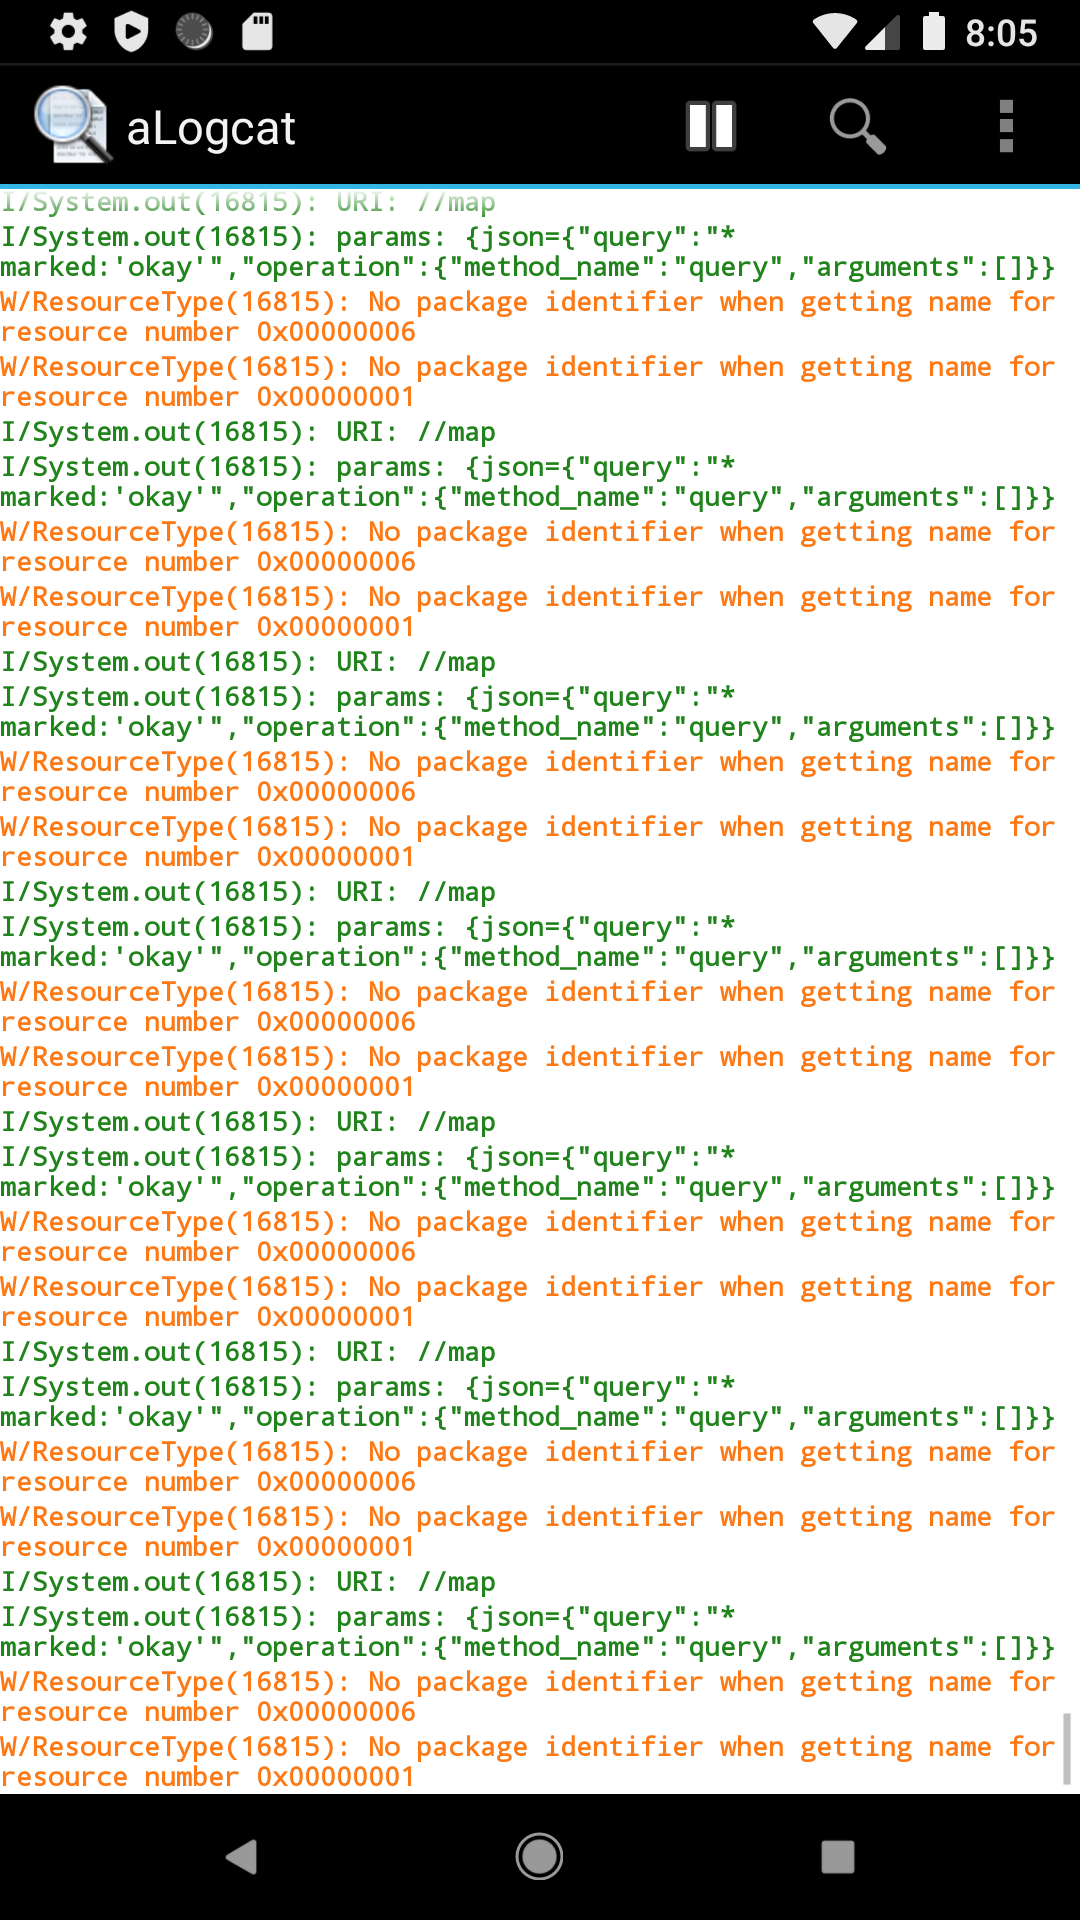 8:05
aLogcat
I/System.out(16815): URI: //map
I/System.out(16815): params: {json={"query":"*
marked:'okay'","operation":{"method_name":"query","arguments":[]}}
W/ResourceType(16815): No package identifier when getting name for
resource number 0x00000006
W/ResourceType(16815): No package identifier when getting name for
resource number 0x00000001
I/System.out(16815): URI: //map
I/System.out(16815): params: {json={"query":"*
marked:'okay'","operation":{"method_name":"query","arguments":[]}}
W/ResourceType(16815): No package identifier when getting name for
resource number 0x00000006
W/ResourceType(16815): No package identifier when getting name for
resource number 0x00000001
I/System.out(16815): URI: //map
I/System.out(16815): params: {json={"query":"*
marked:'okay'","operation":{"method_name":"query","arguments":[]}}
W/ResourceType(16815): No package identifier when getting name for
resource number 0x00000006
W/ResourceType(16815): No package identifier when getting name for
resource number 0x00000001
I/System.out(16815): URI: //map
I/System.out(16815): params: {json={"query":"*
marked:'okay'","operation":{"method_name":"query","arguments":[]}}
W/ResourceType(16815): No package identifier when getting name for
resource number 0x00000006
W/ResourceType(16815): No package identifier when getting name for
resource number 0x00000001
I/System.out(16815): URI: //map
I/System.out(16815): params: {json={"query":"*
marked:'okay'","operation":{"method_name":"query","arguments":[]}}
W/ResourceType(16815): No package identifier when getting name for
resource number 0x00000006
W/ResourceType(16815): No package identifier when getting name for
resource number 0x00000001
I/System.out(16815): URI: //map
I/System.out(16815): params: {json={"query":"*
marked:'okay'","operation":{"method_name":"query","arguments":[]}}
W/ResourceType(16815): No package identifier when getting name for
resource number 0x00000006
W/ResourceType(16815): No package identifier when getting name for
resource number 0x00000001
I/System.out(16815): URI: //map
I/System.out(16815): params: {json={"query":"*
marked:'okay'","operation":{"method_name":"query","arguments":[]}}
W/ResourceType(16815): No package identifier when getting name for
resource number 0x00000006
W/ResourceType(16815): No package identifier when getting name for
resource number 0x00000001